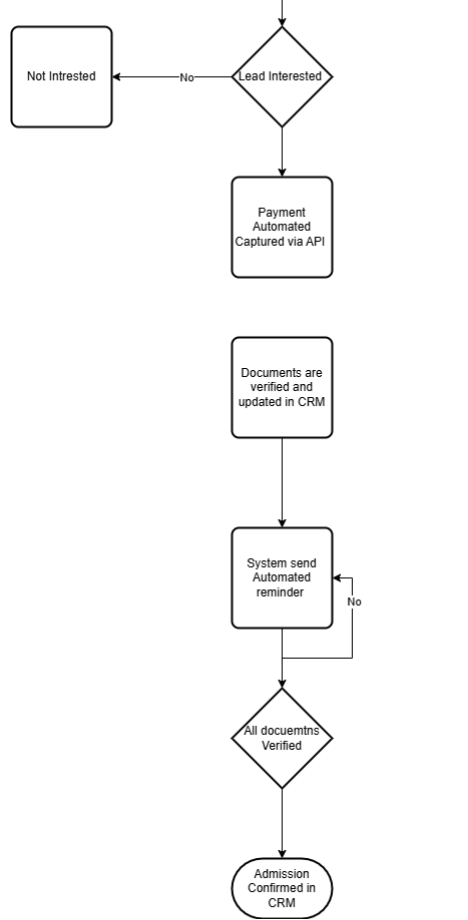 Not Intrested
No
Lead Interested
Payment
Automated
Captured via API
Documents are
verified and
updated in CRM
System send
Automated
reminder
No
All docuemtns
Verified
Admission
Confirmed in
CRM